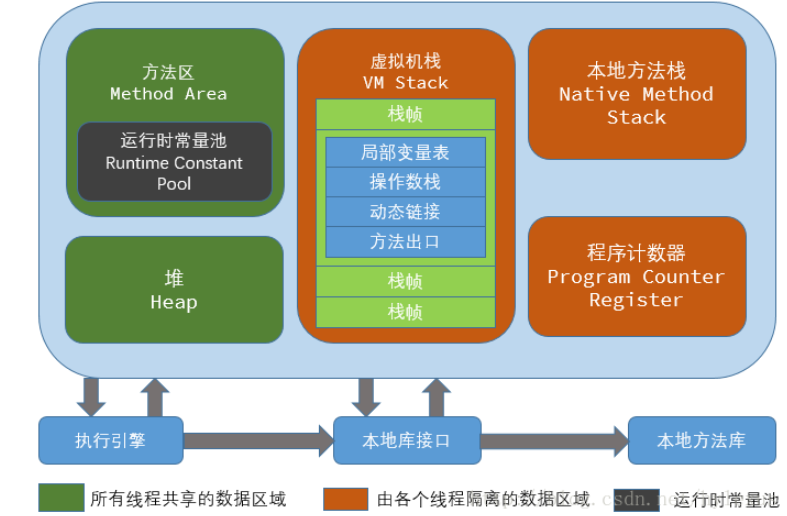 方法区
Method Area
运行时常量池
Runtime Constant
Pool
堆
Heap
虚拟机栈
VM Stack
栈帧
局部变量表
操作数栈
动态链接
方法出口
栈帧
栈帧
本地方法栈
Native Method
Stack
程序计数器
Program Counter
Register
执行引擎
本地库接口
本地方法库
所有线程共享的数据区域
由各个线程隔离的数据区域
运行时常量池